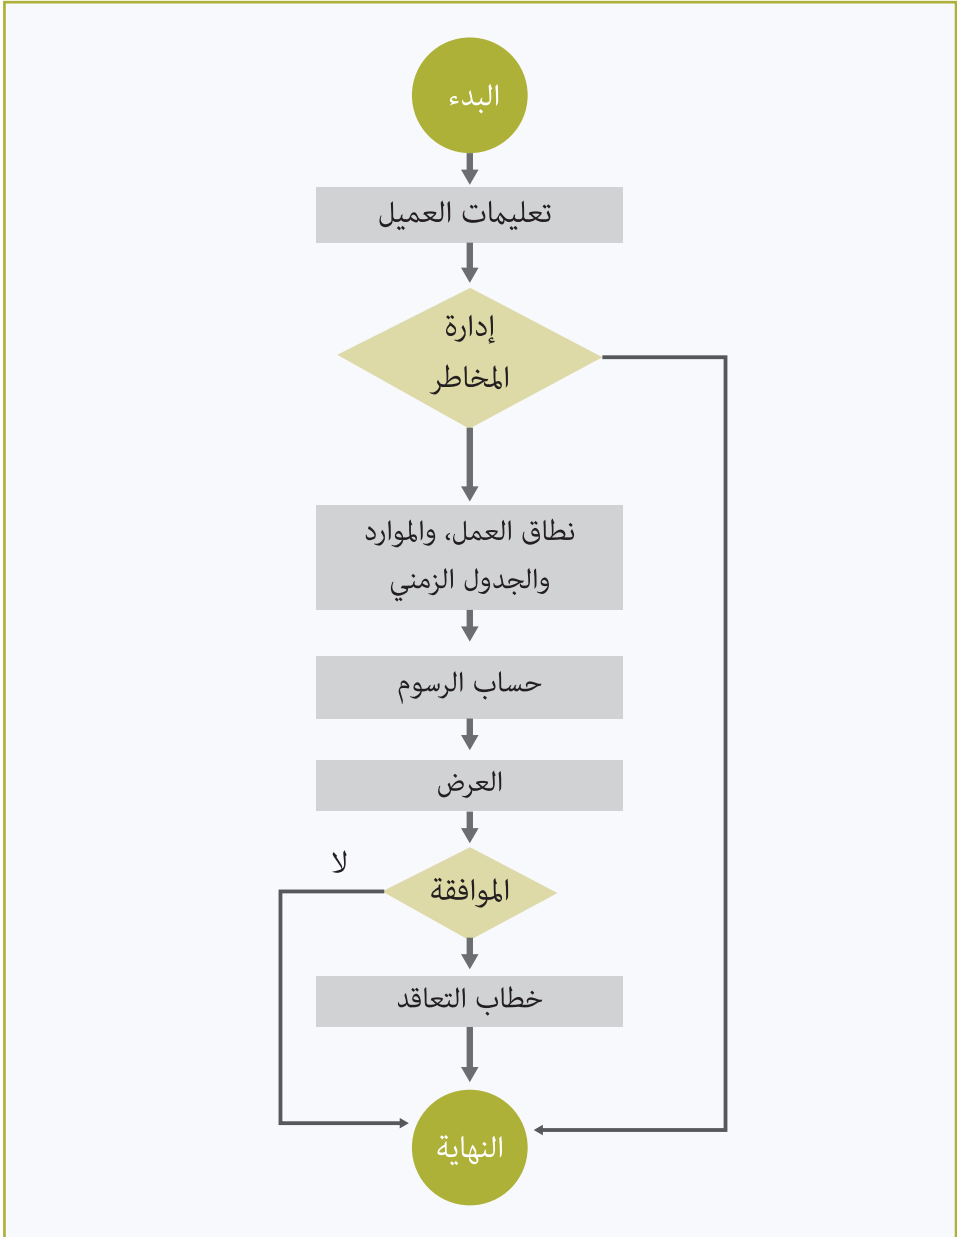 البدء
تعليمات العميل
إدارة
المخاطر
نطاق العمل، والموارد
والجدول الزمني
حساب الرسوم
العرض
لا
الموافقة
خطاب التعاقد
النهاية